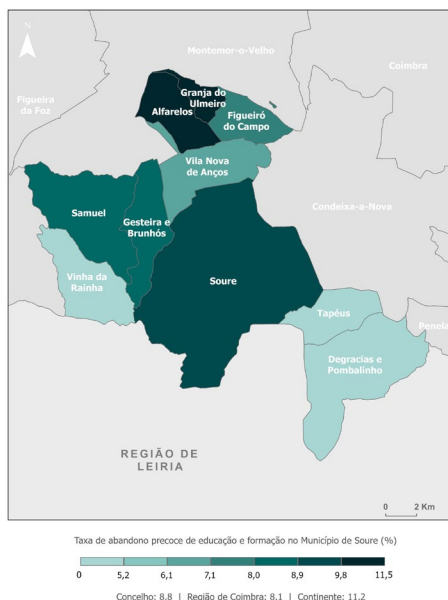 N
Montemor-o-Velho
Coimbra
Figueira
da Foz
Granja do
Ulmeiro
Alfarelos
Figueiró
do Campo
Vila Nova
de Anços
Samuel
Gesteira e
Brunhós
Condeixa-a-Nova
Soure
Vinha da
Rainha
Tapéus
Penela
Degracias e
Pombalinho
REGIÃO DE
LEIRIA
0 2 Km
Taxa de abandono precoce de educação e formação no Município de Soure (%)
0 5,2 6,1 7,1 8,0 8,9 9,8 11,5
Concelho: 8,8 | Região de Coimbra: 8,1 | Continente: 11,2